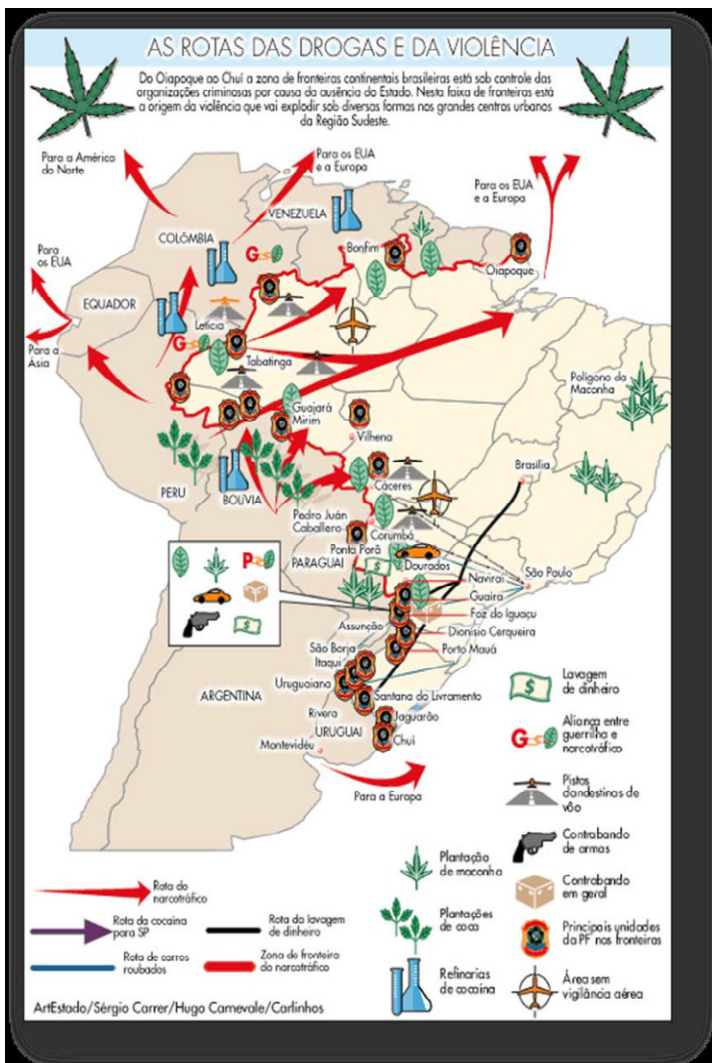 AS ROTAS DAS DROGAS E DA VIOLÊNCIA
Do Oiapoque ao Chuí a zona de fronteiras continentais brasileiras está sob controle das
organizações criminosas por causa da ausência do Estado. Nesta faixa de fronteiras está
a origem da violência que vai explodir sob diversas formas nos grandes centros urbanos
da Região Sudeste.
Para a América
do Norte
Para os EUA
e a Europa
Para os EUA
e a Europa
VENEZUELA
COLÔMBIA
G
Bonfim
Oiapoque
Para
os EUA
EQUADOR
Letícia
G
Tabatinga
Para a
Ásia
Polígono da
Maconha
Guajará
Mirim
Vilhena
Brasília
PERU
BOLÍVIA
Cáceres
Pedro Juán
Caballero
Corumbá
Ponta Porã
PARAGUAI
$
Dourados
P
$
Naviraí
São Paulo
Guaíra
Foz do Iguaçu
Assunção
Dionísio Cerqueira
São Borja
Itaqui
Porto Mauá
Uruguaiana
ARGENTINA
Santana do Livramento
Rivera
URUGUAI
Jaguarão
Montevidéu
Chuí
Para a Europa
$
Lavagem
de dinheiro
G
Aliança entre
guerrilha e
narcotráfico
Pistas
clandestinas de
vôo
Contrabando
de armas
Plantação
de maconha
Contrabando
em geral
Plantações
de coca
Principais unidades
da PF nas fronteiras
Refinarias
de cocaína
Área sem
vigilância aérea
Rota do
narcotráfico
Rota da cocaína
para SP
Rota da lavagem
de dinheiro
Rota de carros
roubados
Zona de fronteira
do narcotráfico
ArtEstado/Sérgio Carrer/Hugo Carnevale/Carlinhos